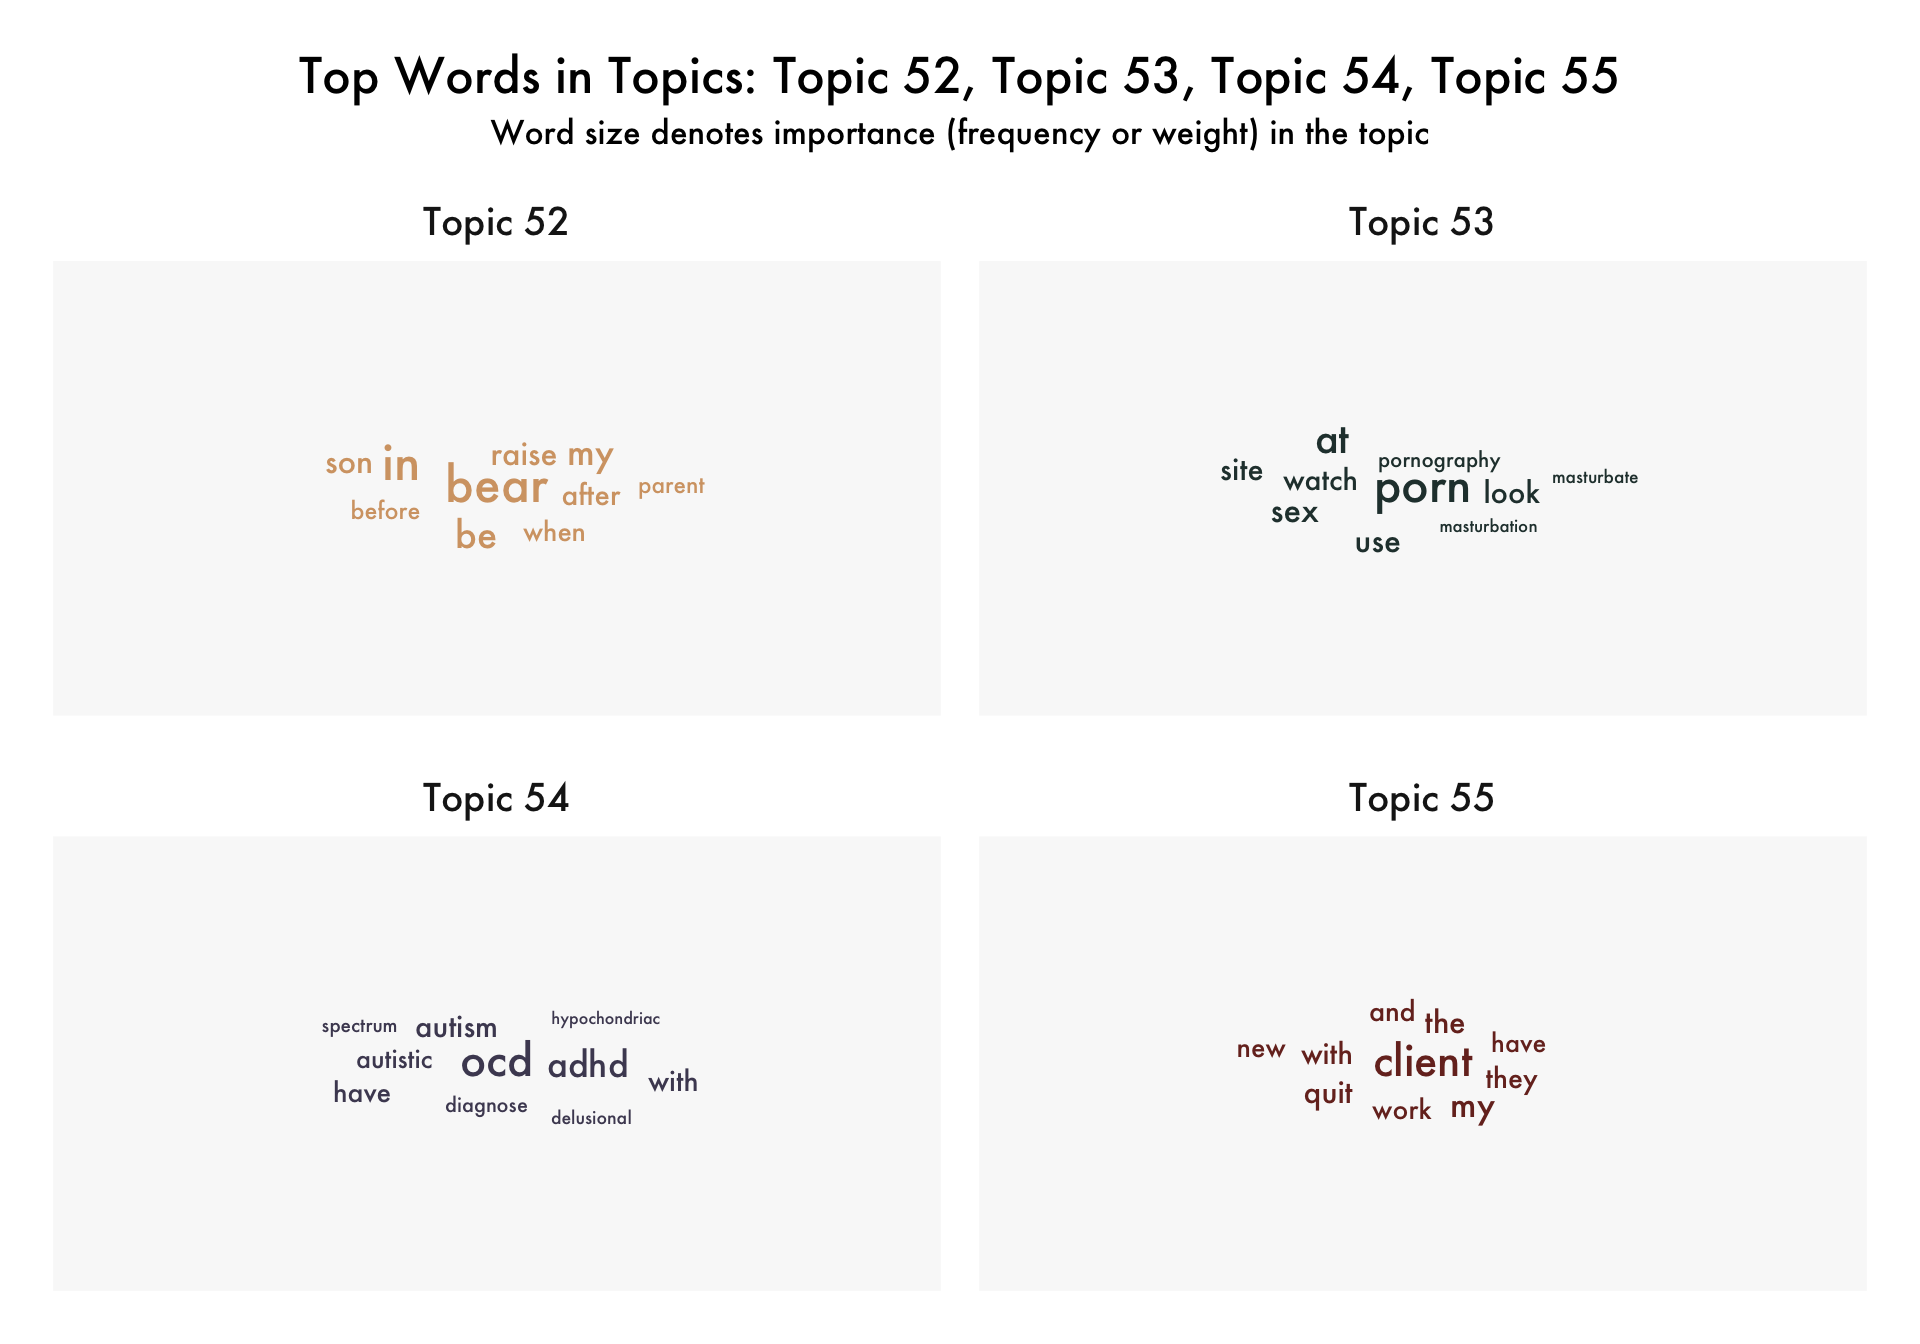 Top Words in Topics: Topic 52, Topic 53, Topic 54, Topic 55
Word size denotes importance (frequency or weight) in the topic
Topic 52
son in raise my
bear after parent
before
be when
Topic 53
at
site watch pornography masturbate
porn look
sex masturbation
use
Topic 54
spectrum autism hypochondriac
autistic ocd adhd with
have diagnose delusional
Topic 55
and the
new with client have
quit they
work my